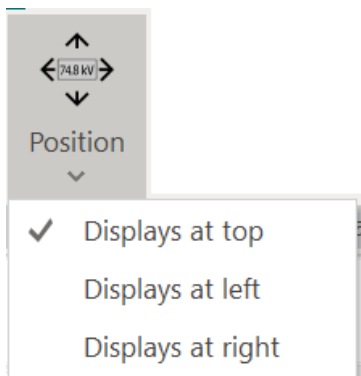 74.8 kV
Position
Displays at top
Displays at left
Displays at right